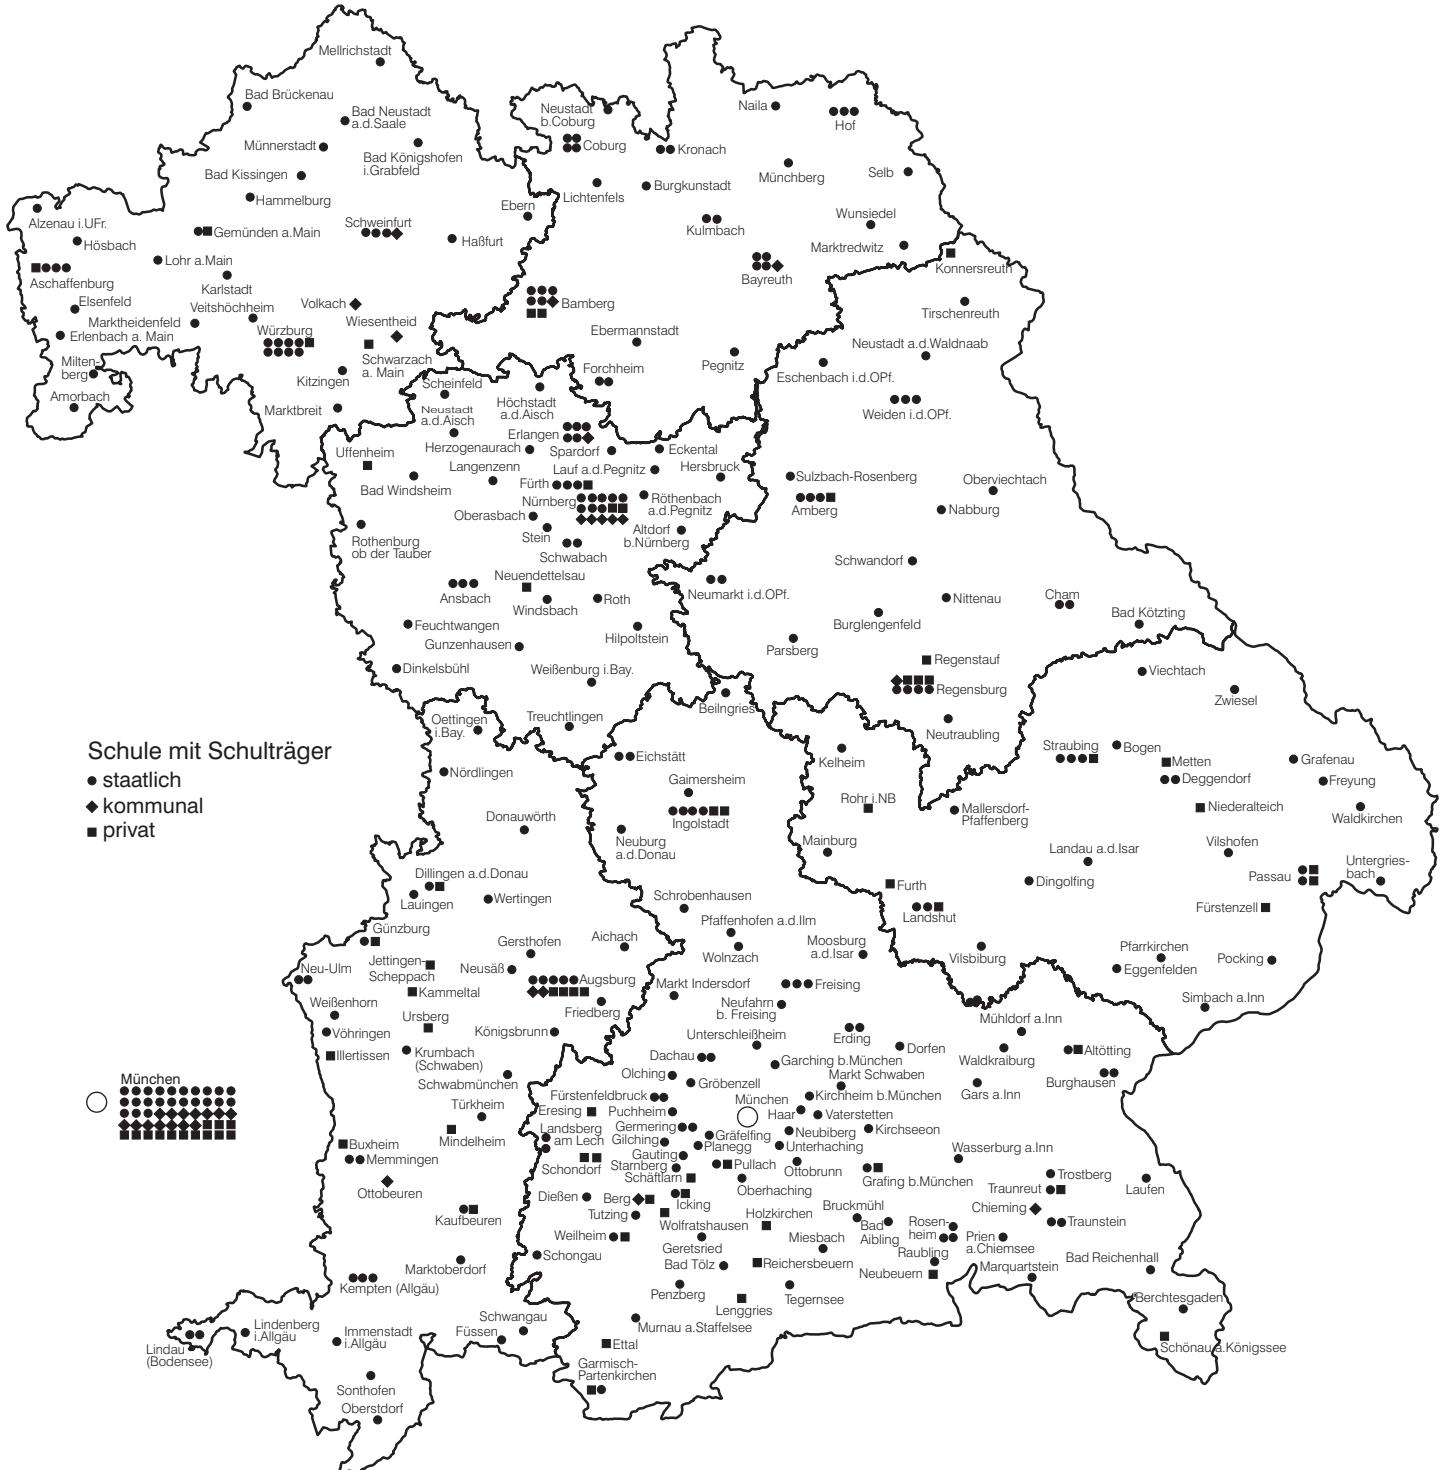 Mellrichstadt
Bad Brückenau
Bad Neustadt
a.d.Saale
Neustadt
b.Coburg
Naila
Hof
Münnerstadt
Bad Königshofen
i.Grabfeld
Coburg
Kronach
Münchberg
Selb
Bad Kissingen
Hammelburg
Lichtenfels
Burgkunstadt
Ebern
Alzenau i.UFr.
Schweinfurt
Gemünden a.Main
Haßfurt
Kulmbach
Wunsiedel
Marktredwitz
Hösbach
Lohr a.Main
Aschaffenburg
Karlstadt
Bayreuth
Konnersreuth
Elsenfeld
Veitshöchheim
Volkach
Bamberg
Tirschenreuth
Marktheidenfeld
Erlenbach a. Main
Würzburg
Wiesentheid
Ebermannstadt
Neustadt a.d.Waldnaab
Milten-
berg
Schwarzach
a. Main
Kitzingen
Forchheim
Pegnitz
Eschenbach i.d.OPf.
Amorbach
Marktbreit
Scheinfeld
Höchstadt
a.d.Aisch
Weiden i.d.OPf.
Neustadt
a.d.Aisch
Erlangen
Herzogenaurach
Spardorf
Eckental
Uffenheim
Langenzenn
Lauf a.d.Pegnitz
Hersbruck
Bad Windsheim
Fürth
Sulzbach-Rosenberg
Oberviechtach
Nürnberg
Röthenbach
a.d.Pegnitz
Amberg
Nabburg
Oberasbach
Stein
Altdorf
b.Nürnberg
Rothenburg
ob der Tauber
Schwabach
Schwandorf
Neuendettelsau
Ansbach
Windsbach
Roth
Neumarkt i.d.OPf.
Nittenau
Cham
Feuchtwangen
Hilpoltstein
Burglengenfeld
Bad Kötzting
Gunzenhausen
Parsberg
Dinkelsbühl
Weißenburg i.Bay.
Regenstauf
Viechtach
Beilngries
Regensburg
Zwiesel
Oettingen
i.Bay.
Treuchtlingen
Neutraubling
Schule mit Schulträger
staatlich
kommunal
privat
Nördlingen
Eichstätt
Gaimersheim
Kelheim
Straubing
Bogen
Metten
Deggendorf
Grafenau
Freyung
Donauwörth
Ingolstadt
Rohr i.NB
Mallersdorf-
Pfaffenberg
Niederalteich
Waldkirchen
Neuburg
a.d.Donau
Mainburg
Landau a.d.Isar
Vilshofen
Dillingen a.d.Donau
Lauingen
Wertingen
Schrobenhausen
Furth
Dingolfing
Passau
Untergries-
bach
Landshut
Fürstenzell
Günzburg
Gersthofen
Aichach
Pfaffenhofen a.d.Ilm
Wolnzach
Moosburg
a.d.Isar
Vilsbiburg
Pfarrkirchen
Eggenfelden
Pocking
Neu-Ulm
Jettingen-
Scheppach
Neusäß
Augsburg
Kammeltal
Markt Indersdorf
Freising
Simbach a.Inn
Weißenhorn
Friedberg
Neufahrn
b. Freising
Vöhringen
Ursberg
Königsbrunn
Unterschleißheim
Erding
Mühldorf a.Inn
Illertissen
Krumbach
(Schwaben)
Dachau
Garching b.München
Dorfen
Waldkraiburg
Altötting
Schwabmünchen
Olching
Gröbenzell
Markt Schwaben
Gars a.Inn
Burghausen
München
Fürstenfeldbruck
München
Kirchheim b.München
Türkheim
Eresing
Puchheim
Haar
Vaterstetten
Mindelheim
Landsberg
am Lech
Germering
Gräfelfing
Neubiberg
Kirchseeon
Buxheim
Gilching
Planegg
Unterhaching
Wasserburg a.Inn
Memmingen
Gauting
Schondorf
Starnberg
Pullach
Ottobrunn
Grafing b.München
Trostberg
Schäftlarn
Oberhaching
Traunreut
Laufen
Ottobeuren
Dießen
Berg
Icking
Bruckmühl
Chieming
Kaufbeuren
Tutzing
Wolfratshausen
Holzkirchen
Bad
Aibling
Rosen-
heim
Traunstein
Weilheim
Geretsried
Miesbach
Prien
a.Chiemsee
Schongau
Bad Tölz
Reichersbeuern
Raubling
Bad Reichenhall
Marktoberdorf
Neubeuern
Marquartstein
Kempten (Allgäu)
Penzberg
Lenggries
Tegernsee
Berchtesgaden
Lindenberg
i.Allgäu
Immenstadt
i.Allgäu
Schwangau
Füssen
Murnau a.Staffelsee
Lindau
(Bodensee)
Ettal
Schönau a.Königssee
Garmisch-
Partenkirchen
Sonthofen
Oberstdorf